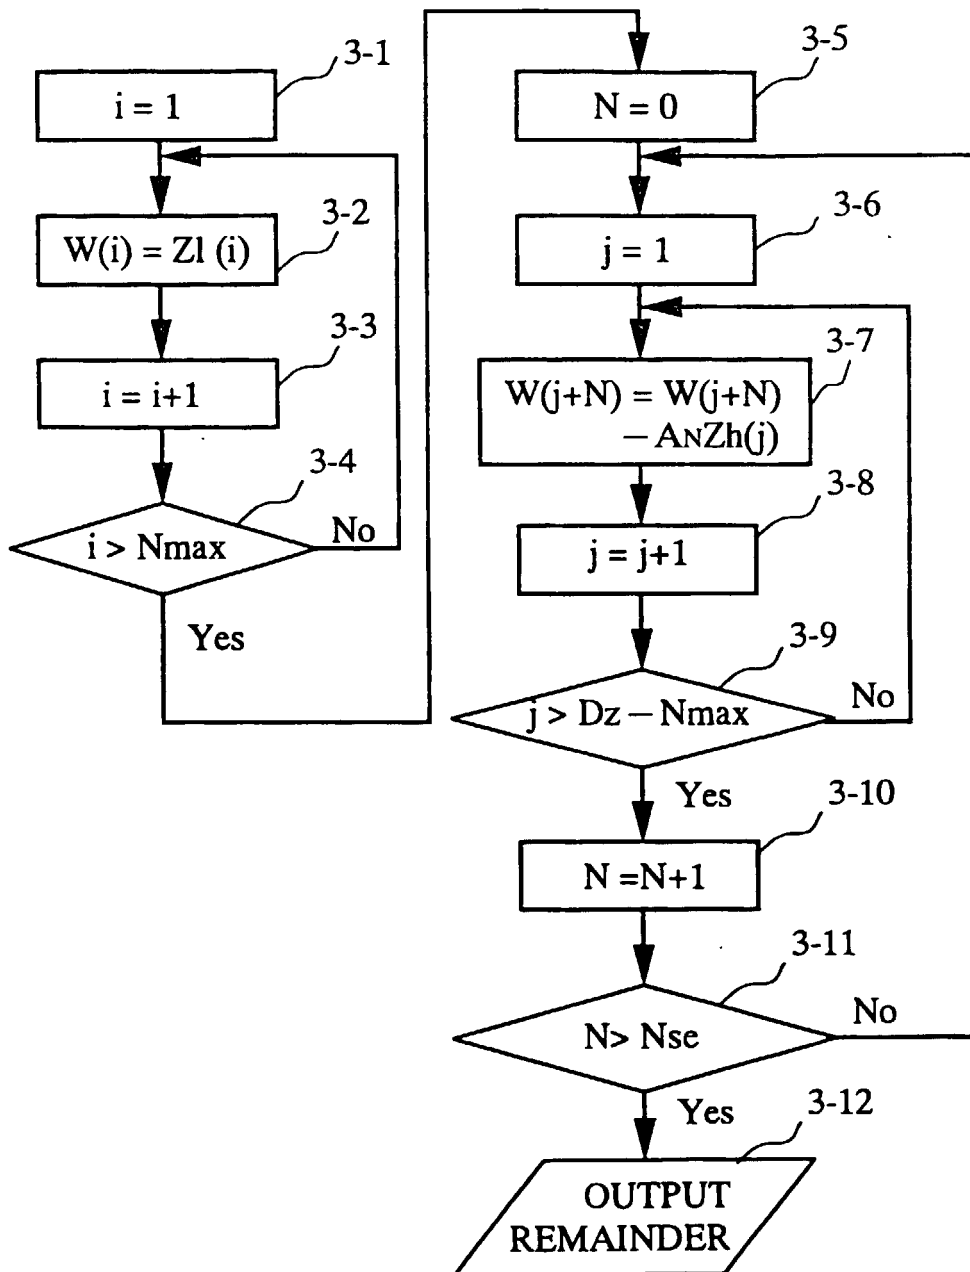 3-1
i = 1
3-2
W(i) = Zl (i)
3-3
i = i+1
3-4
i > Nmax
No
Yes
3-5
N = 0
3-6
j = 1
3-7
W(j+N) = W(j+N)
– ANZh(j)
3-8
j = j+1
3-9
j > Dz – Nmax
No
Yes
3-10
N =N+1
3-11
N> Nse
No
Yes
3-12
OUTPUT
REMAINDER